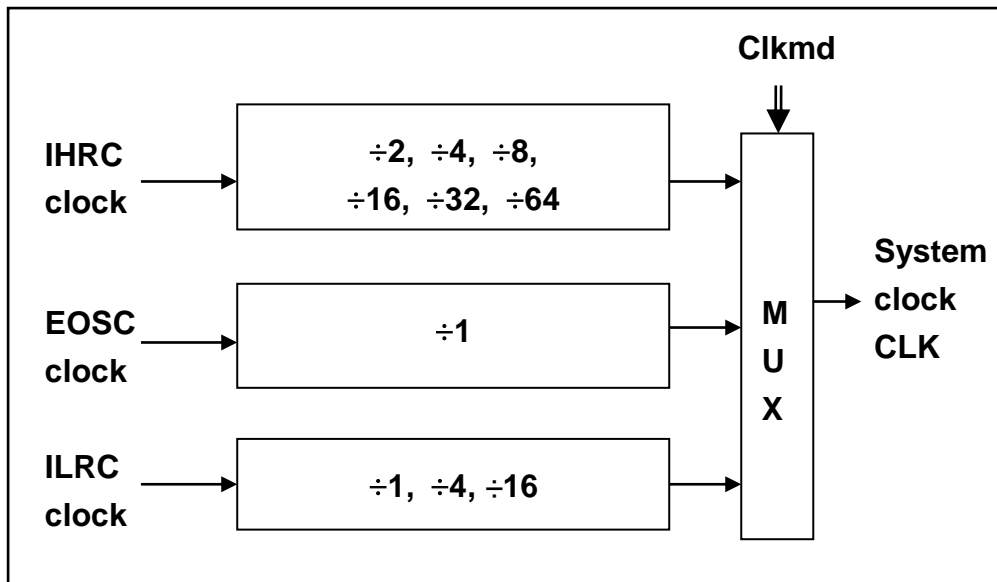 Clkmd
IHRC
clock
÷2, ÷4, ÷8,
÷16, ÷32, ÷64
EOSC
clock
÷1
ILRC
clock
÷1, ÷4, ÷16
M
U
X
System
clock
CLK